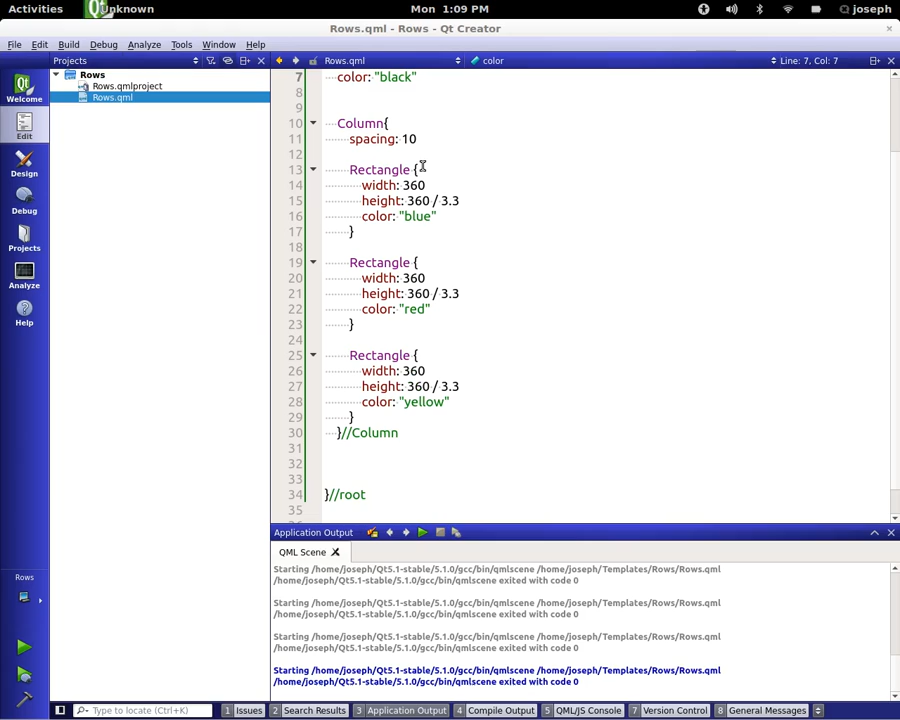 Activities Unknown Mon 1:09 PM joseph
Rows.qml - Rows - Qt Creator
File Edit Build Debug Analyze Tools Window Help
Projects Rows.qml color Line: 7, Col: 7
Rows
Rows.qmlproject
Rows.qml
Qt
Welcome
Edit
Design
Debug
Projects
Analyze
Help
Rows
7 color: "black"
8
9
10 Column{
11 spacing: 10
12
13 Rectangle {
14 width: 360
15 height: 360 / 3.3
16 color: "blue"
17 }
18
19 Rectangle {
20 width: 360
21 height: 360 / 3.3
22 color: "red"
23 }
24
25 Rectangle {
26 width: 360
27 height: 360 / 3.3
28 color: "yellow"
29 }
30 }//Column
31
32
33
34 }//root
35
Application Output
QML Scene
Starting /home/joseph/Qt5.1-stable/5.1.0/gcc/bin/qmlscene /home/joseph/Templates/Rows/Rows.qml
/home/joseph/Qt5.1-stable/5.1.0/gcc/bin/qmlscene exited with code 0
Starting /home/joseph/Qt5.1-stable/5.1.0/gcc/bin/qmlscene /home/joseph/Templates/Rows/Rows.qml
/home/joseph/Qt5.1-stable/5.1.0/gcc/bin/qmlscene exited with code 0
Starting /home/joseph/Qt5.1-stable/5.1.0/gcc/bin/qmlscene /home/joseph/Templates/Rows/Rows.qml
/home/joseph/Qt5.1-stable/5.1.0/gcc/bin/qmlscene exited with code 0
Starting /home/joseph/Qt5.1-stable/5.1.0/gcc/bin/qmlscene /home/joseph/Templates/Rows/Rows.qml
/home/joseph/Qt5.1-stable/5.1.0/gcc/bin/qmlscene exited with code 0
Type to locate (Ctrl+K) 1 Issues 2 Search Results 3 Application Output 4 Compile Output 5 QML/JS Console 7 Version Control 8 General Messages